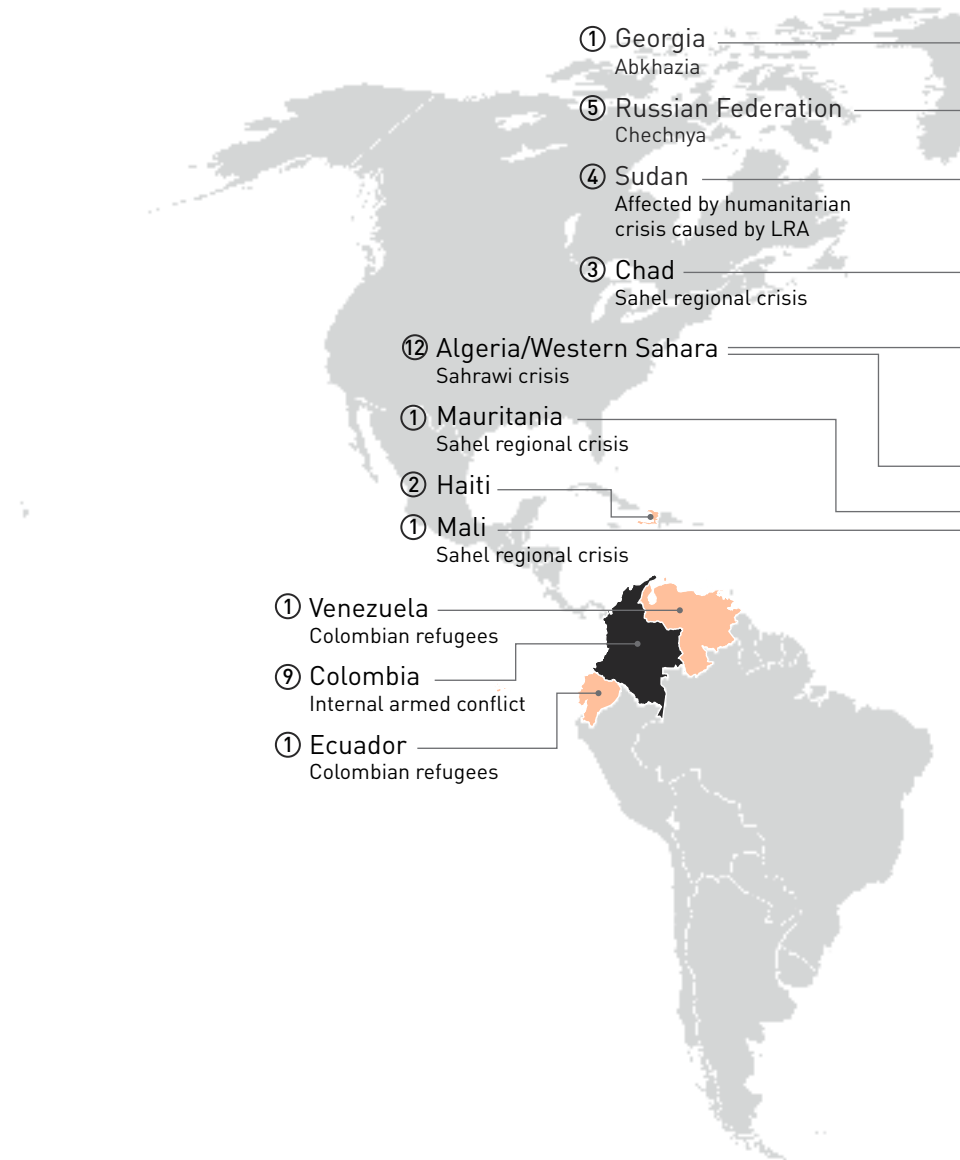 ① Georgia
Abkhazia
⑤ Russian Federation
Chechnya
④ Sudan
Affected by humanitarian
crisis caused by LRA
③ Chad
Sahel regional crisis
⑫ Algeria/Western Sahara
Sahrawi crisis
① Mauritania
Sahel regional crisis
② Haiti
① Mali
Sahel regional crisis
① Venezuela
Colombian refugees
⑨ Colombia
Internal armed conflict
① Ecuador
Colombian refugees